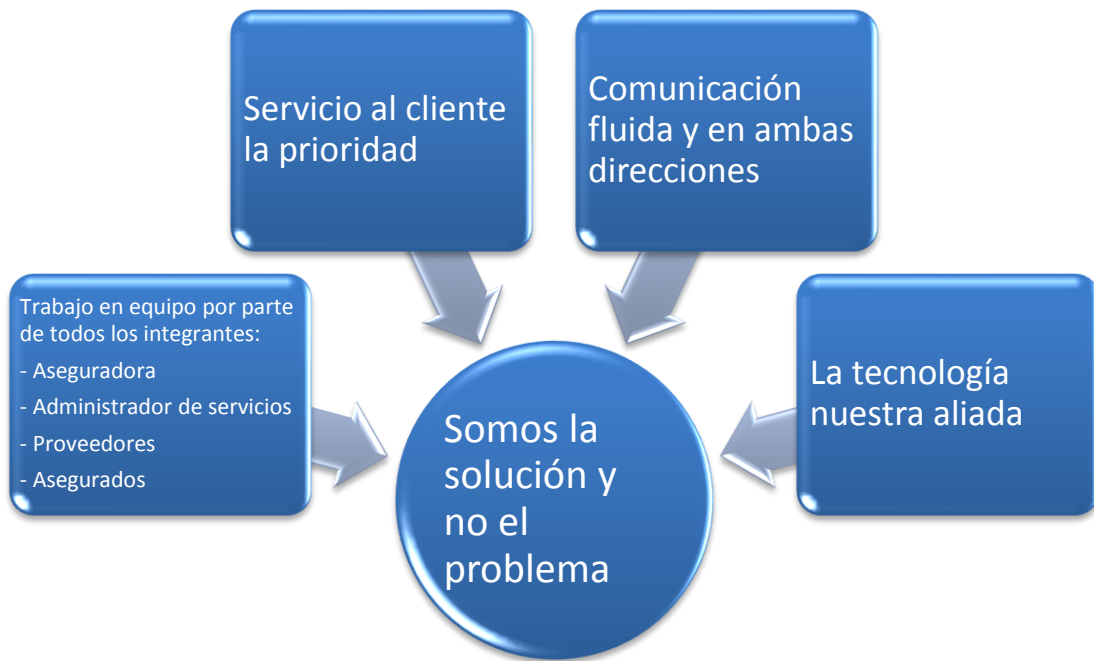 Servicio al cliente
la prioridad
Comunicación
fluida y en ambas
direcciones
Trabajo en equipo por parte
de todos los integrantes:
- Aseguradora
- Administrador de servicios
- Proveedores
- Asegurados
La tecnología
nuestra aliada
Somos la
solución y
no el
problema